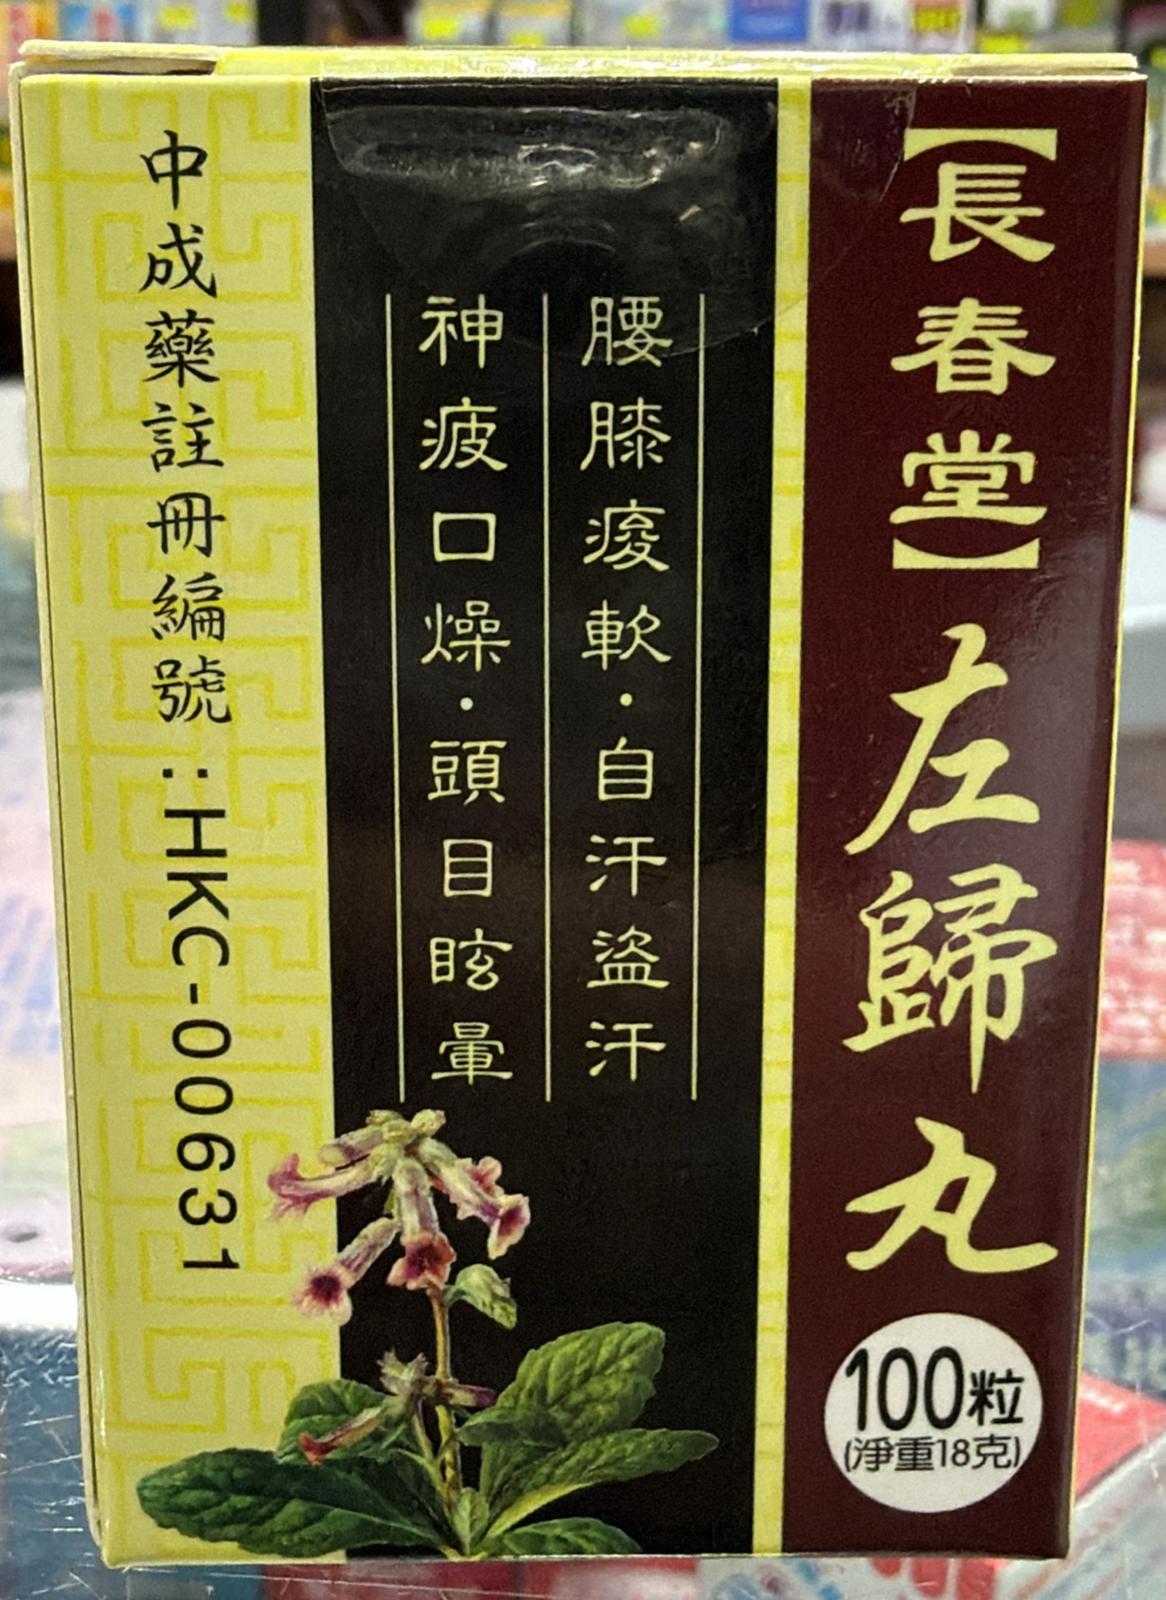 【長春堂】左歸丸
100粒
(淨重18克)
腰膝痠軟・自汗盜汗
神疲口燥・頭目眩暈
中成藥註冊編號:HKC-00631